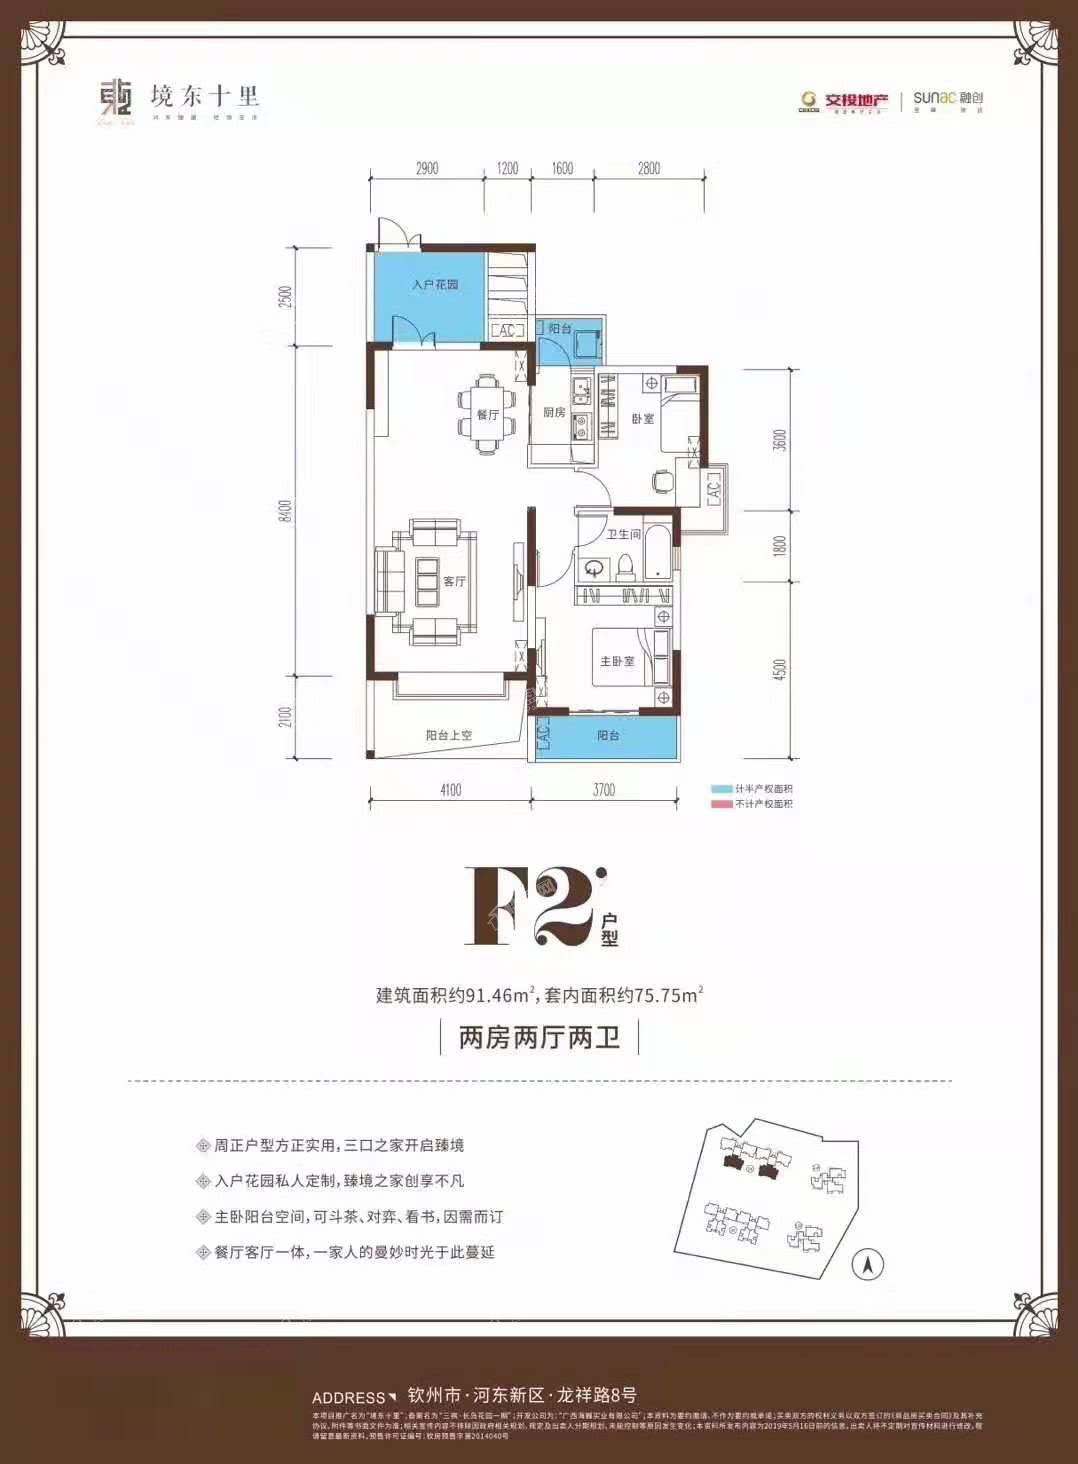 境东十里
交投地产
sunac 融创
2900
1200
1600
2800
2500
8400
2100
入户花园
AC
阳台
餐厅
厨房
卧室
AC
卫生间
客厅
主卧室
阳台上空
AC
阳台
3600
1800
4500
4100
3700
计半产权面积
不计产权面积
F2户型
建筑面积约91.46m²,套内面积约75.75m²
两房两厅两卫
周正户型方正实用,三口之家开启臻境
入户花园私人定制,臻境之家创享不凡
主卧阳台空间,可斗茶、对弈、看书,因需而订
餐厅客厅一体,一家人的曼妙时光于此蔓延
ADDRESS 钦州市·河东新区·龙祥路8号